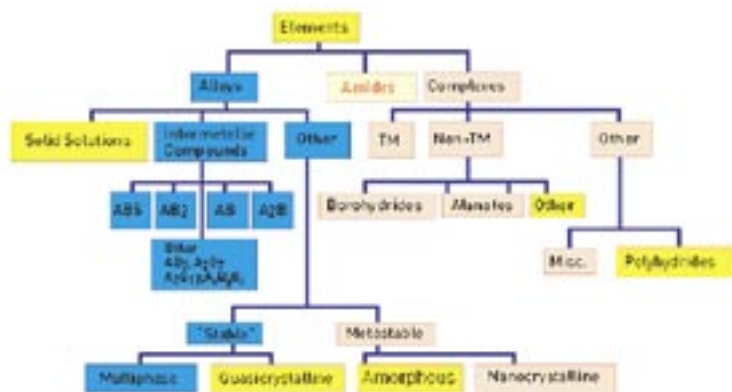 Elements
Alloys
Amides
Complexes
Solid Solutions
Intermetallic
Compounds
Other
TM
Non-TM
Other
AB5
AB2
AB
A2B
Borohydrides
Alanates
Other
Other
Misc.
Polyhydrides
"Stable"
Metastable
Multiphase
Quasicrystalline
Amorphous
Nanocrystalline